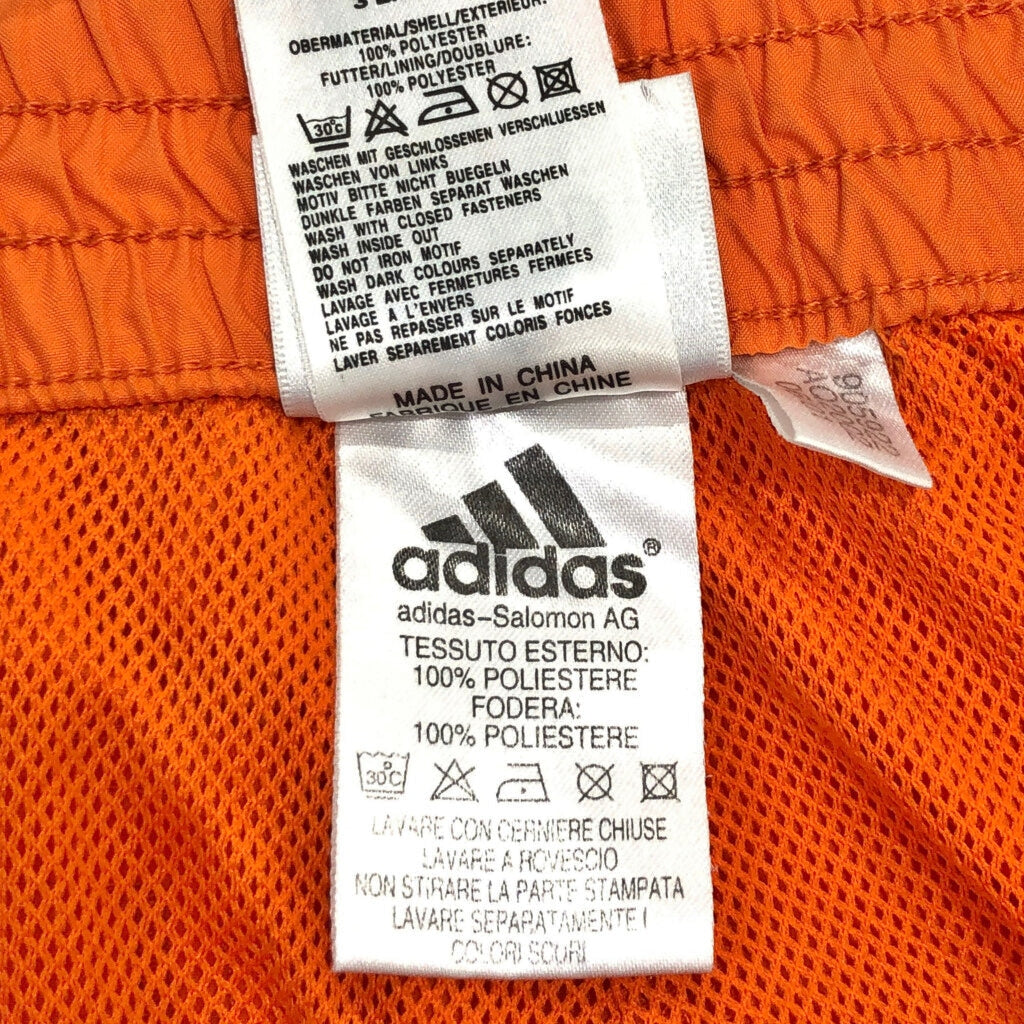 OBERMATERIAL/SHELL/EXTERIEUR:
100% POLYESTER
FUTTER/LINING/DOUBLURE:
100% POLYESTER
30°C
WASCHEN MIT GESCHLOSSENEN VERSCHLUESSEN
WASCHEN VON LINKS
MOTIV BITTE NICHT BUEGELN
DUNKLE FARBEN SEPARAT WASCHEN
WASH WITH CLOSED FASTENERS
WASH INSIDE OUT
DO NOT IRON MOTIF
WASH DARK COLOURS SEPARATELY
LAVAGE AVEC FERMETURES FERMEES
LAVAGE A L'ENVERS
NE PAS REPASSER SUR LE MOTIF
LAVER SEPAREMENT COLORIS FONCES
MADE IN CHINA
FABRIQUE EN CHINE
adidas®
adidas-Salomon AG
TESSUTO ESTERNO:
100% POLIESTERE
FODERA:
100% POLIESTERE
30°C
LAVARE CON CERNIERE CHIUSE
LAVARE A ROVESCIO
NON STIRARE LA PARTE STAMPATA
LAVARE SEPARATAMENTE I
COLORI SCURI